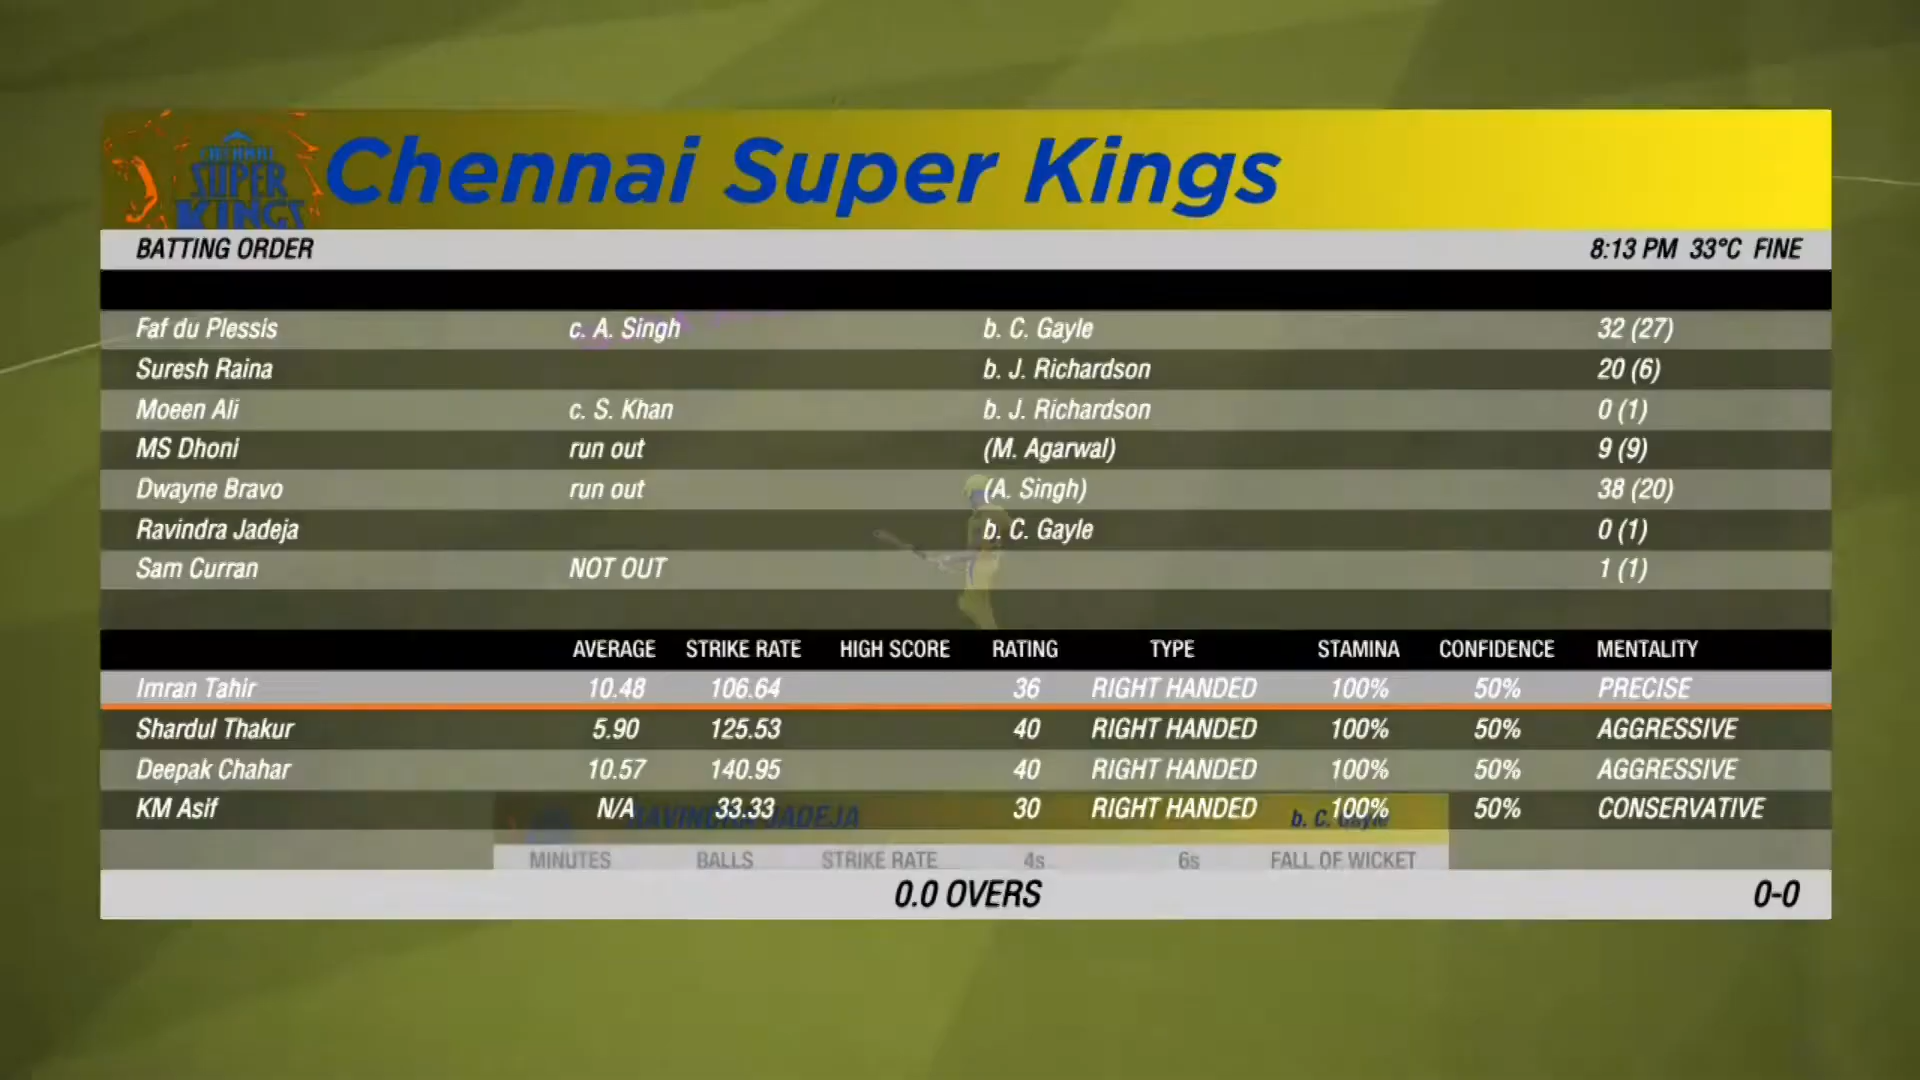 CHENNAI
SUPER
KINGS
Chennai Super Kings
BATTING ORDER 8:13 PM 33°C FINE
Faf du Plessis c. A. Singh b. C. Gayle 32 (27)
Suresh Raina b. J. Richardson 20 (6)
Moeen Ali c. S. Khan b. J. Richardson 0 (1)
MS Dhoni run out (M. Agarwal) 9 (9)
Dwayne Bravo run out (A. Singh) 38 (20)
Ravindra Jadeja b. C. Gayle 0 (1)
Sam Curran NOT OUT 1 (1)
AVERAGE STRIKE RATE HIGH SCORE RATING TYPE STAMINA CONFIDENCE MENTALITY
Imran Tahir 10.48 106.64 36 RIGHT HANDED 100% 50% PRECISE
Shardul Thakur 5.90 125.53 40 RIGHT HANDED 100% 50% AGGRESSIVE
Deepak Chahar 10.57 140.95 40 RIGHT HANDED 100% 50% AGGRESSIVE
KM Asif N/A 33.33 30 RIGHT HANDED 100% 50% CONSERVATIVE
RAVINDRA JADEJA b. C. Gayle
MINUTES BALLS STRIKE RATE 4s 6s FALL OF WICKET
0.0 OVERS 0-0